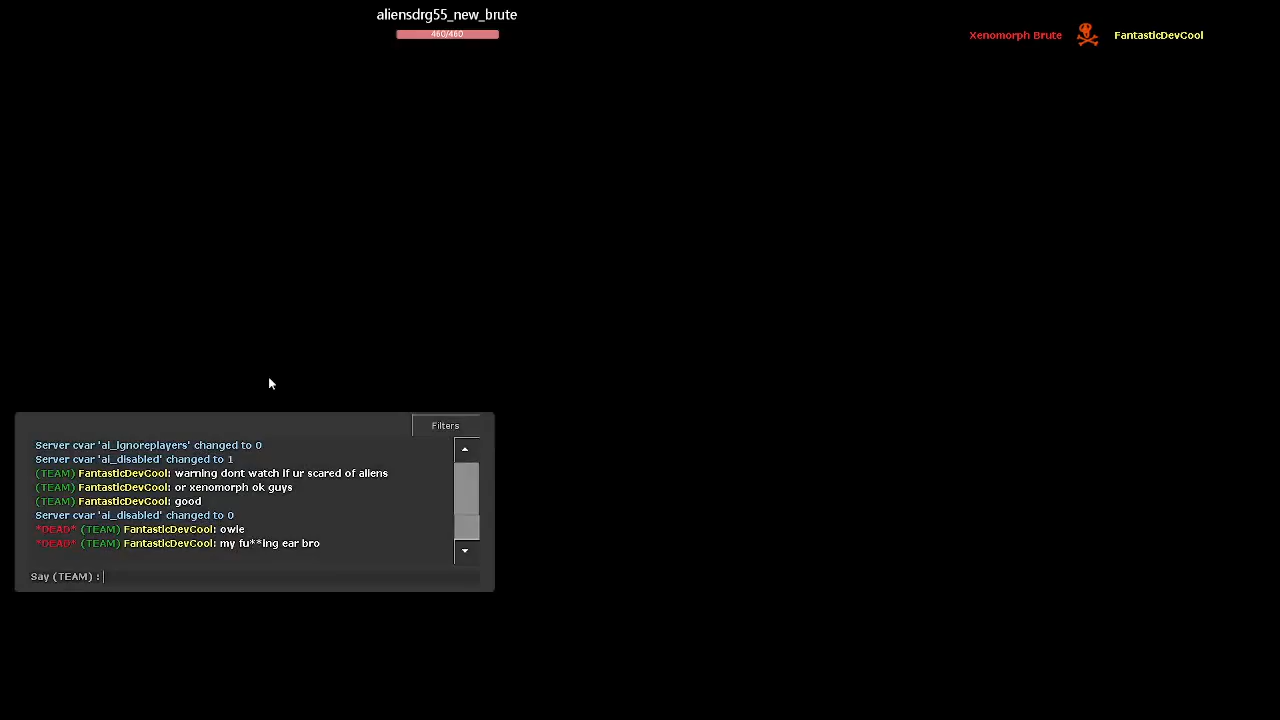 aliensdrg55_new_brute
460/460
Xenomorph Brute FantasticDevCool
Filters
Server cvar 'ai_ignoreplayers' changed to 0
Server cvar 'ai_disabled' changed to 1
(TEAM) FantasticDevCool: warning dont watch if ur scared of aliens
(TEAM) FantasticDevCool: or xenomorph ok guys
(TEAM) FantasticDevCool: good
Server cvar 'ai_disabled' changed to 0
*DEAD* (TEAM) FantasticDevCool: owie
*DEAD* (TEAM) FantasticDevCool: my fu**ing ear bro
Say (TEAM) :